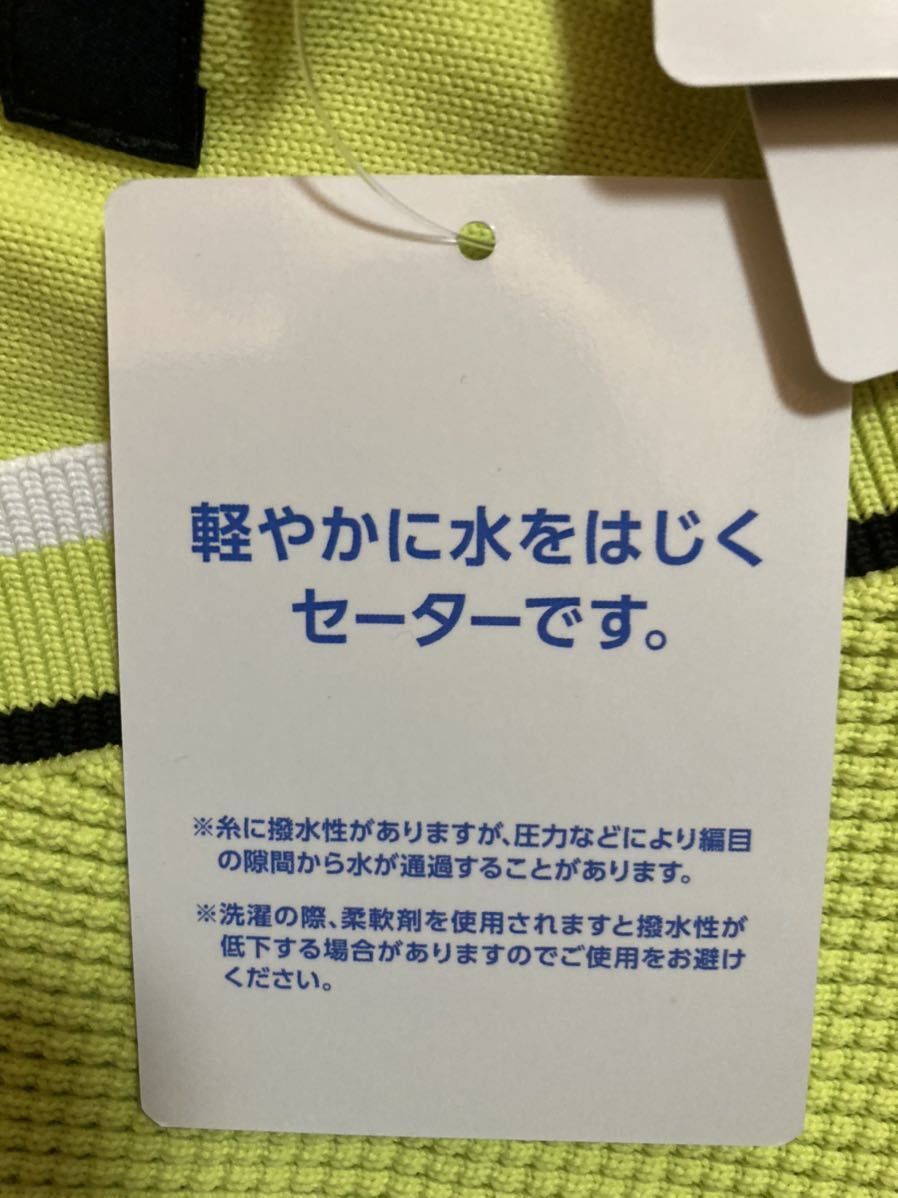 軽やかに水をはじく
セーターです。
※糸に撥水性がありますが、圧力などにより編目
の隙間から水が通過することがあります。
※洗濯の際、柔軟剤を使用されますと撥水性が
低下する場合がありますのでご使用をお避け
ください。